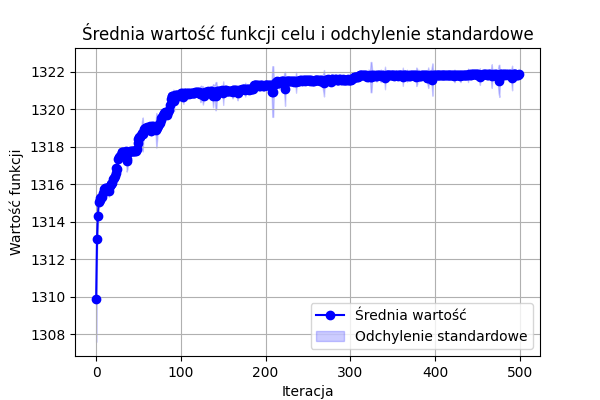 Średnia wartość funkcji celu i odchylenie standardowe
Wartość funkcji
1322
1320
1318
1316
1314
1312
1310
1308
Średnia wartość
Odchylenie standardowe
0 100 200 300 400 500
Iteracja